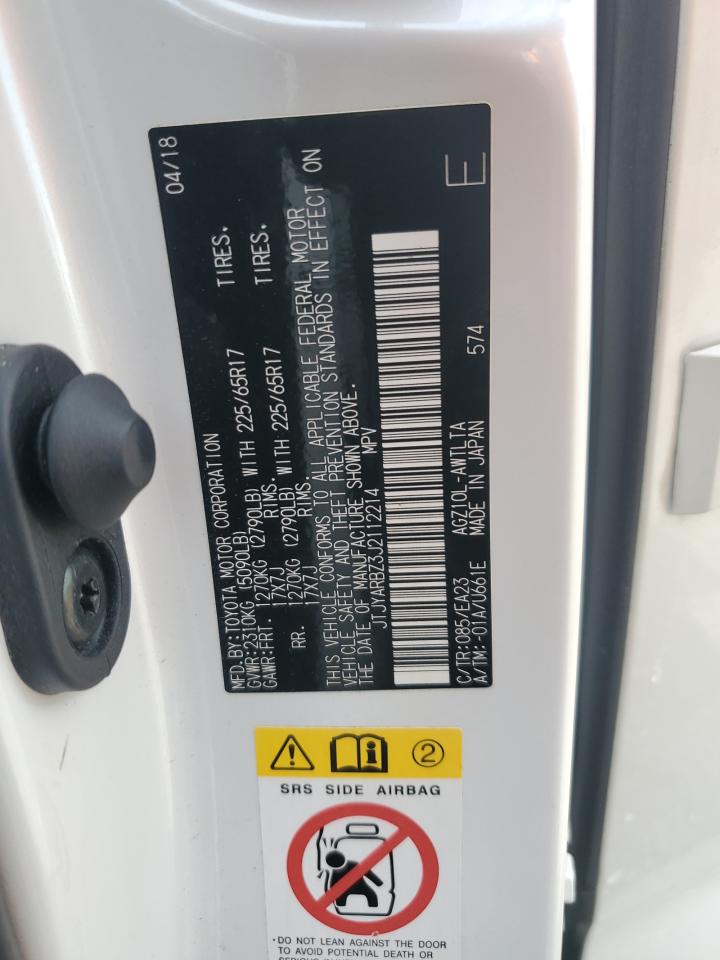 MFD.BY:TOYOTA MOTOR CORPORATION 04/18
GVWR:2310KG (5090LB)
GAWR:FRT. 1270KG (2790LB) WITH 225/65R17 TIRES.
17X7J RIMS.
RR. 1270KG (2790LB) WITH 225/65R17 TIRES.
17X7J RIMS.
THIS VEHICLE CONFORMS TO ALL APPLICABLE FEDERAL MOTOR
VEHICLE SAFETY AND THEFT PREVENTION STANDARDS IN EFFECT ON
THE DATE OF MANUFACTURE SHOWN ABOVE.
JTJYARBZ3J2112214 MPV
C/TR:085/EA23 AGZ10L-AWTLTA
A/TM:-01A/U661E MADE IN JAPAN 574 E
2
SRS SIDE AIRBAG
·DO NOT LEAN AGAINST THE DOOR
TO AVOID POTENTIAL DEATH OR